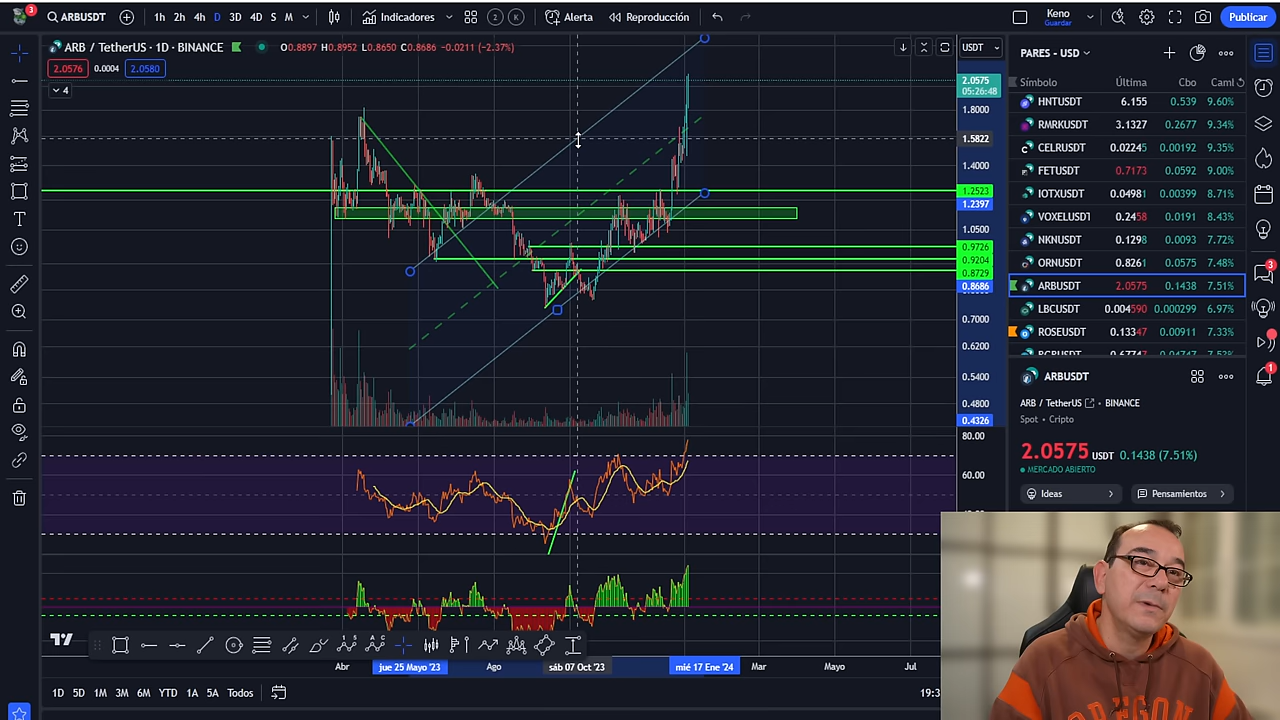 3
ARBUSDT
1h 2h 4h D 3D 4D S M
Indicadores
2
K
Alerta
Reproducción
Keno
Guardar
Publicar
ARB / TetherUS · 1D · BINANCE
O0.8897 H0.8952 L0.8650 C0.8686 -0.0211 (-2.37%)
2.0576
0.0004
2.0580
4
USDT
2.0575
05:26:48
1.8000
1.5822
1.4000
1.2523
1.2397
1.0500
0.9726
0.9204
0.8729
0.8686
0.7000
0.6200
0.5400
0.4800
0.4326
80.00
60.00
Abr
jue 25 Mayo '23
Ago
sáb 07 Oct '23
mié 17 Ene '24
Mar
Mayo
Jul
1D 5D 1M 3M 6M YTD 1A 5A Todos
19:3
PARES - USD
Símbolo Última Cbo Caml
HNTUSDT 6.155 0.539 9.60%
RMRKUSDT 3.1327 0.2677 9.34%
CELRUSDT 0.02245 0.00192 9.35%
FETUSDT 0.7173 0.0592 9.00%
IOTXUSDT 0.04981 0.00399 8.71%
VOXELUSDT 0.2458 0.0191 8.43%
NKNUSDT 0.1298 0.0093 7.72%
ORNUSDT 0.8261 0.0575 7.48%
ARBUSDT 2.0575 0.1438 7.51%
LBCUSDT 0.004590 0.000299 6.97%
ROSEUSDT 0.13347 0.00911 7.33%
ARBUSDT
ARB / TetherUS · BINANCE
Spot · Cripto
2.0575 USDT 0.1438 (7.51%)
MERCADO ABIERTO
Ideas
Pensamientos
3
1